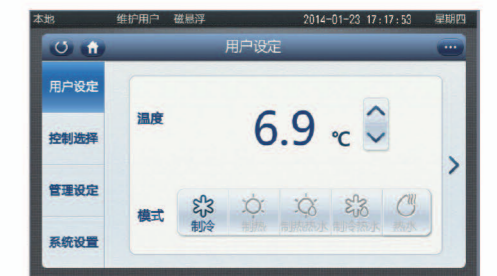 本地 维护用户 磁悬浮 2014-01-23 17:17:53 星期四
用户设定
用户设定
温度 6.9 ℃
控制选择
管理设定
模式 制冷 制热 制热热水 制冷热水 热水
系统设置